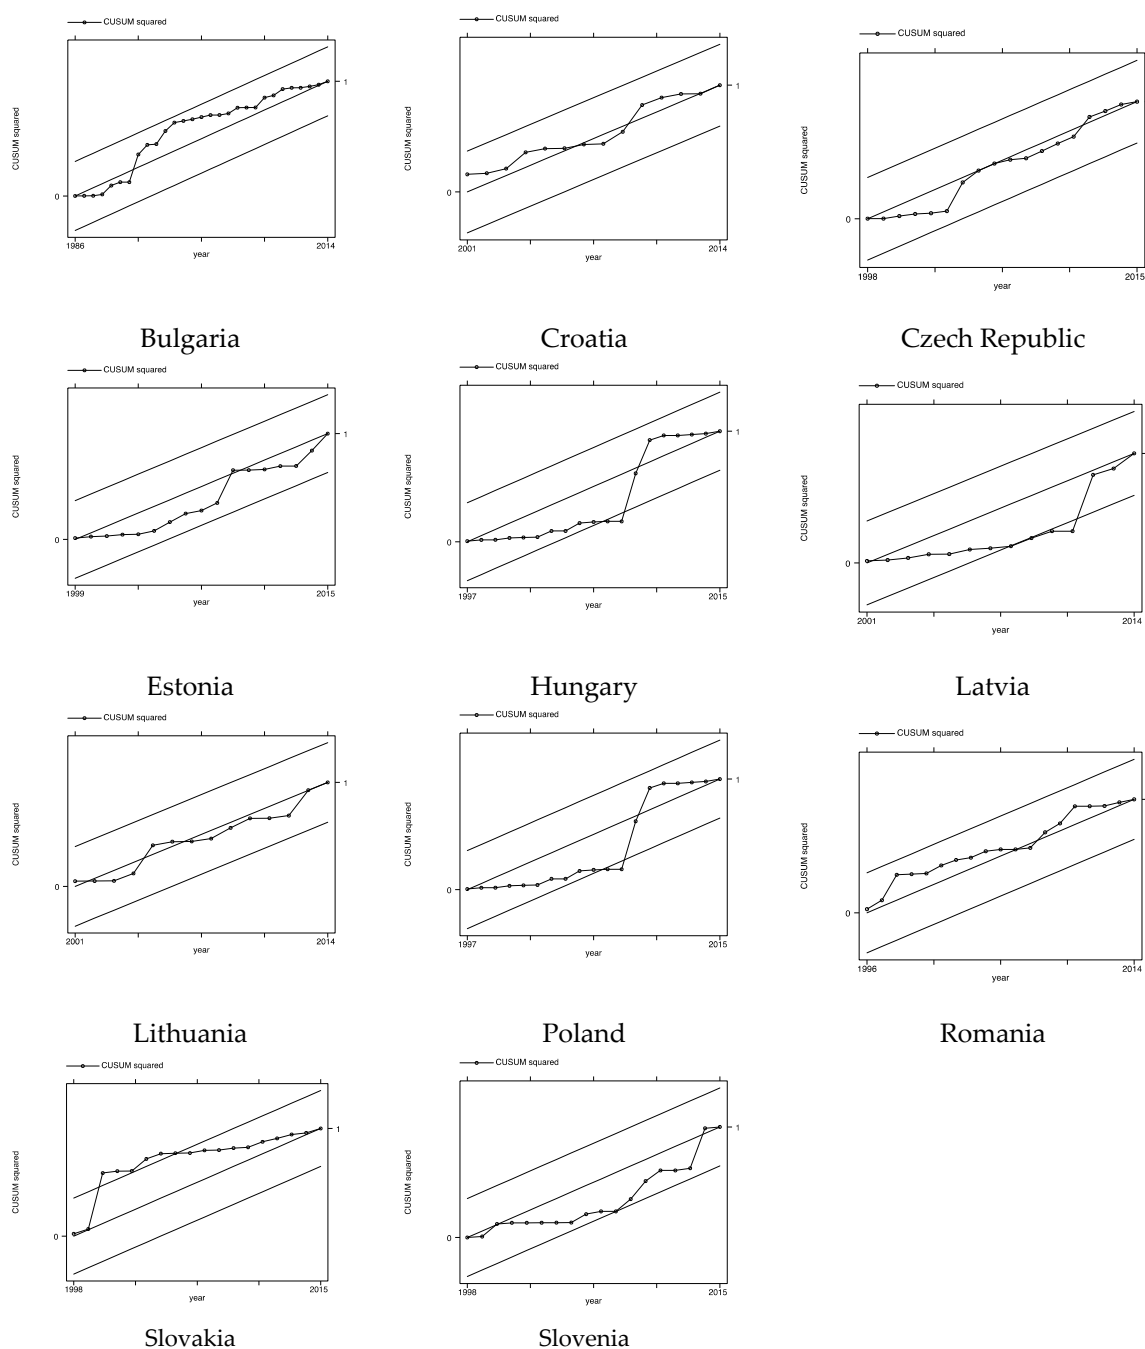 CUSUM squared
CUSUM squared
1
0
1986
2014
year
Bulgaria
CUSUM squared
CUSUM squared
1
0
2001
2014
year
Croatia
CUSUM squared
CUSUM squared
0
1998
2015
year
Czech Republic
CUSUM squared
CUSUM squared
1
0
1999
2015
year
Estonia
CUSUM squared
CUSUM squared
1
0
1997
2015
year
Hungary
CUSUM squared
CUSUM squared
0
2001
2014
year
Latvia
CUSUM squared
CUSUM squared
1
0
2001
2014
year
Lithuania
CUSUM squared
CUSUM squared
1
0
1997
2015
year
Poland
CUSUM squared
CUSUM squared
0
1996
2014
year
Romania
CUSUM squared
CUSUM squared
1
0
1998
2015
year
Slovakia
CUSUM squared
CUSUM squared
1
0
1998
2015
year
Slovenia